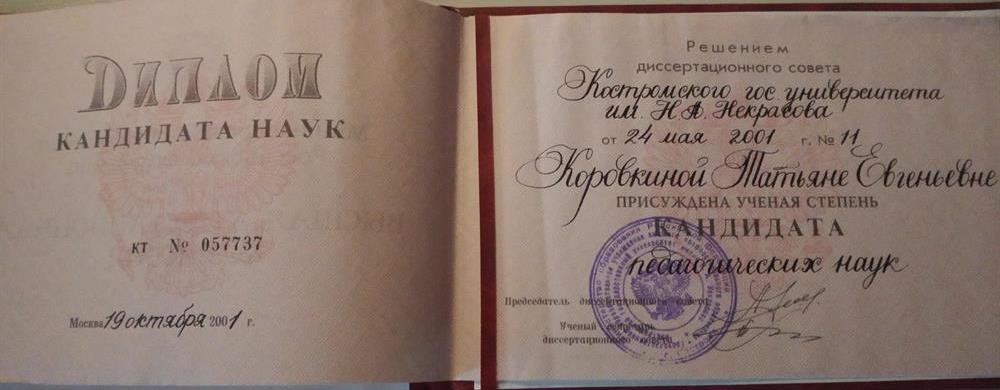 ДИПЛОМ
КАНДИДАТА НАУК
КТ № 057737
Москва 19 октября 2001 г.
Решением
диссертационного совета
Костромского гос. университета
им. Н.А. Некрасова
от 24 мая 2001 г. № 11
Коровкиной Татьяне Евгеньевне
ПРИСУЖДЕНА УЧЕНАЯ СТЕПЕНЬ
КАНДИДАТА
педагогических наук
Председатель диссертационного совета
Ученый секретарь
диссертационного совета